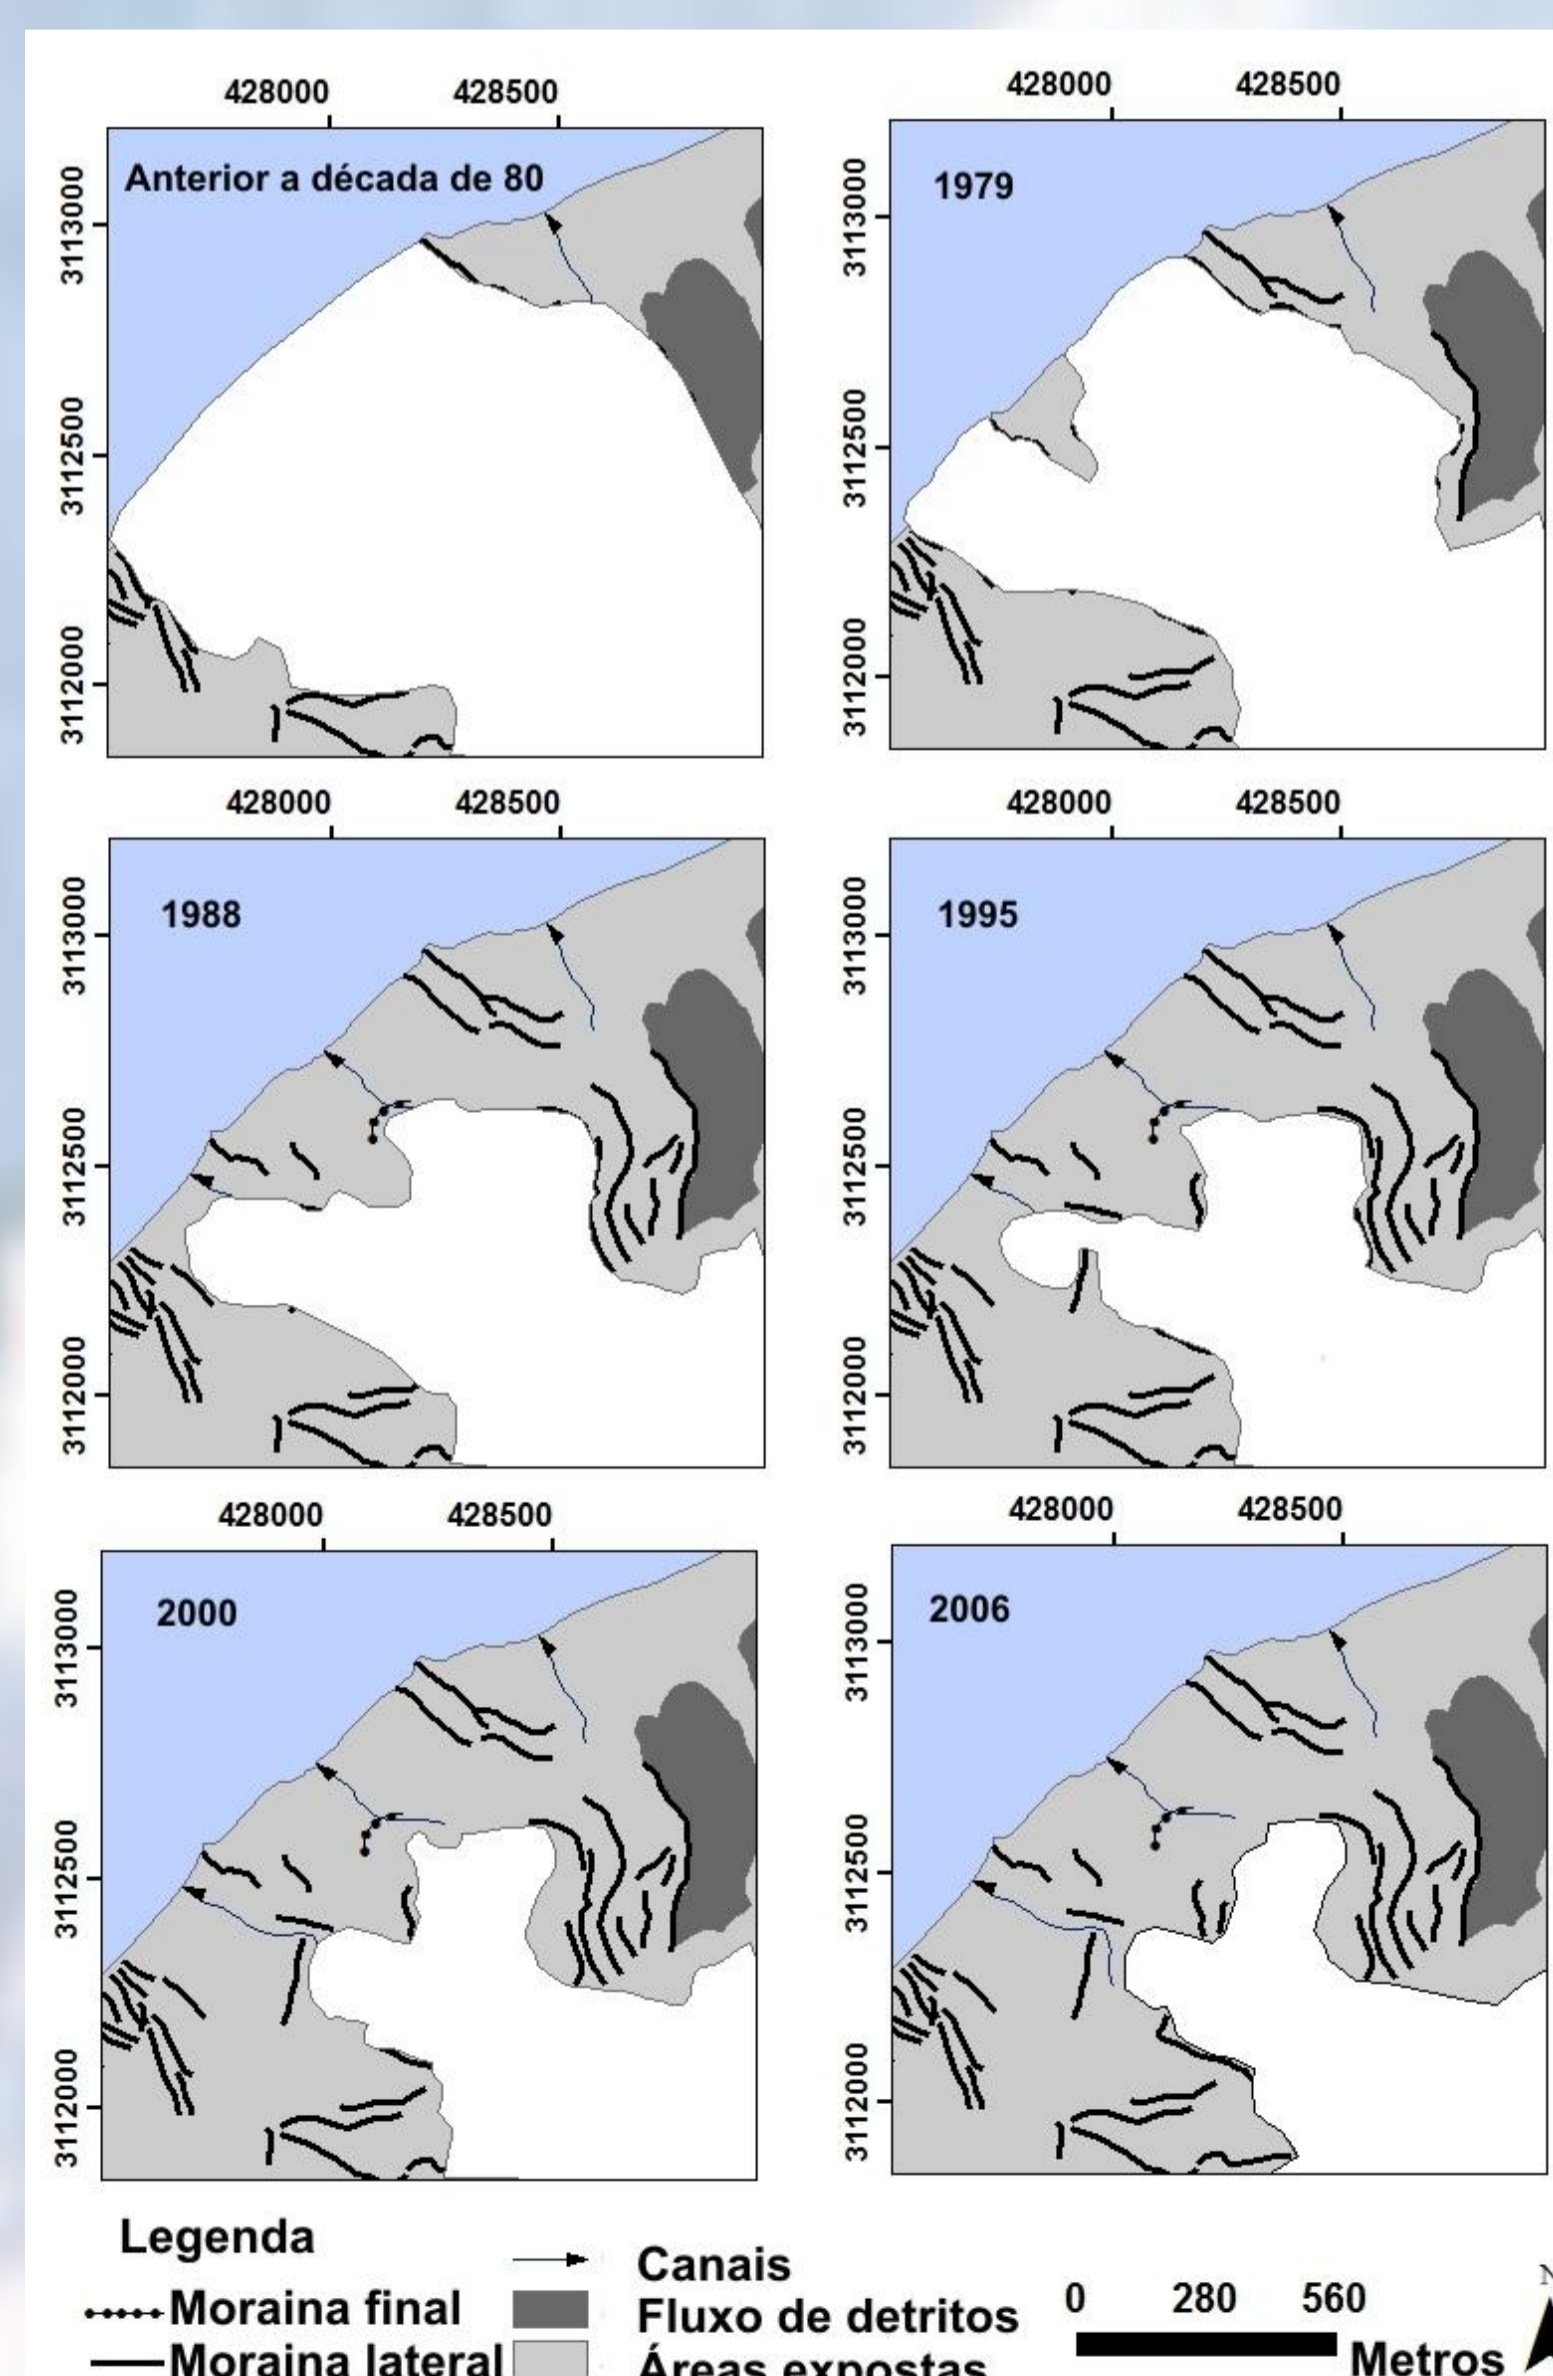 428000 428500
428000 428500
Anterior a década de 80
1979
3113000
3112500
3112000
3113000
3112500
3112000
428000 428500
428000 428500
1988
1995
3113000
3112500
3112000
3113000
3112500
3112000
428000 428500
428000 428500
2000
2006
3113000
3112500
3112000
3113000
3112500
3112000
Legenda
Moraina final
Moraina lateral
Canais
Fluxo de detritos
Áreas expostas
0 280 560
Metros
N